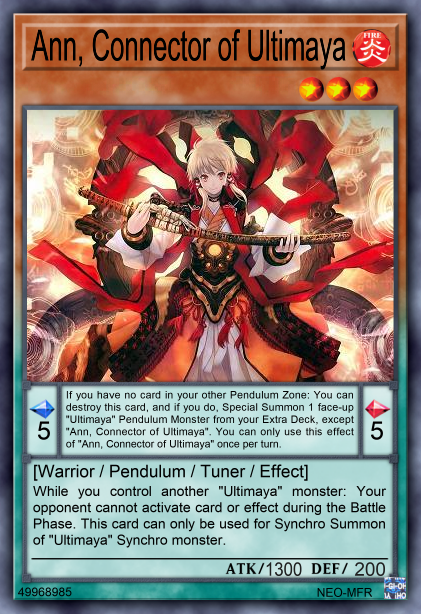 Ann, Connector of Ultimaya
FIRE
炎
If you have no card in your other Pendulum Zone: You can
destroy this card, and if you do, Special Summon 1 face-up
"Ultimaya" Pendulum Monster from your Extra Deck, except
"Ann, Connector of Ultimaya". You can only use this effect
of "Ann, Connector of Ultimaya" once per turn.
5
5
[Warrior / Pendulum / Tuner / Effect]
While you control another "Ultimaya" monster: Your
opponent cannot activate card or effect during the Battle
Phase. This card can only be used for Synchro Summon
of "Ultimaya" Synchro monster.
ATK/1300 DEF/ 200
49968985
NEO-MFR